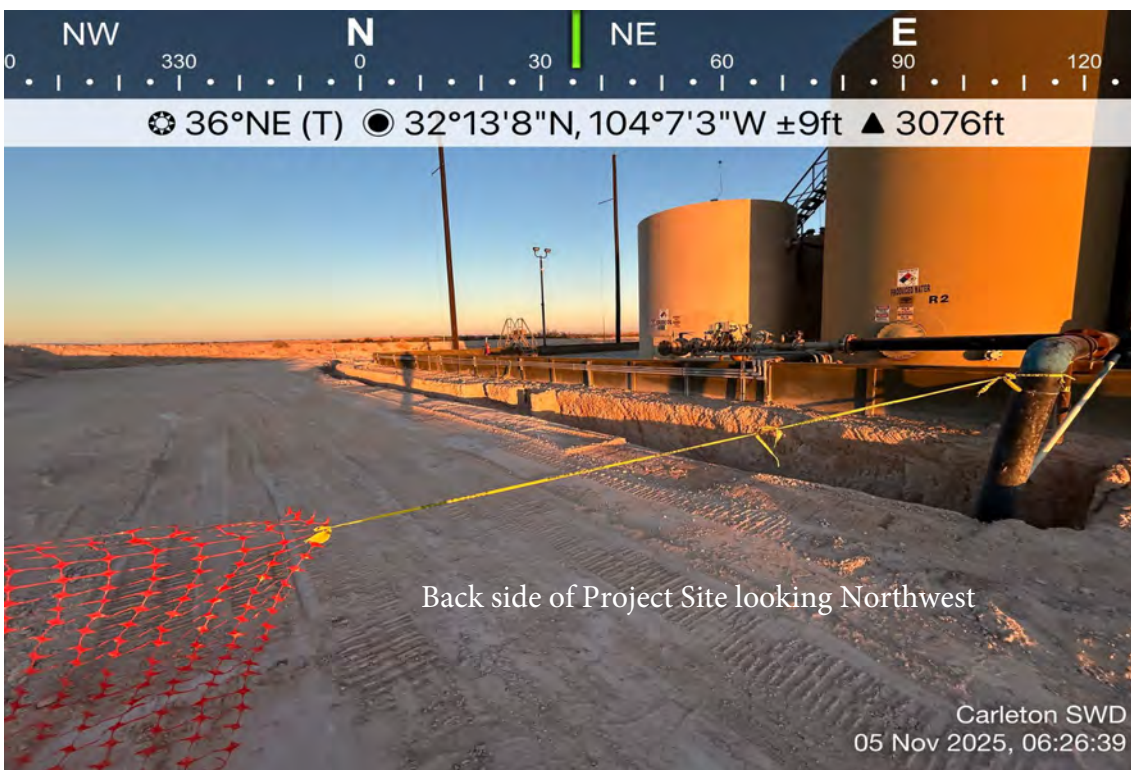 NW N NE E
0 330 0 30 60 90 120
36°NE (T) 32°13'8"N, 104°7'3"W ±9ft ▲ 3076ft
PRODUCED WATER
R2
Back side of Project Site looking Northwest
Carleton SWD
05 Nov 2025, 06:26:39